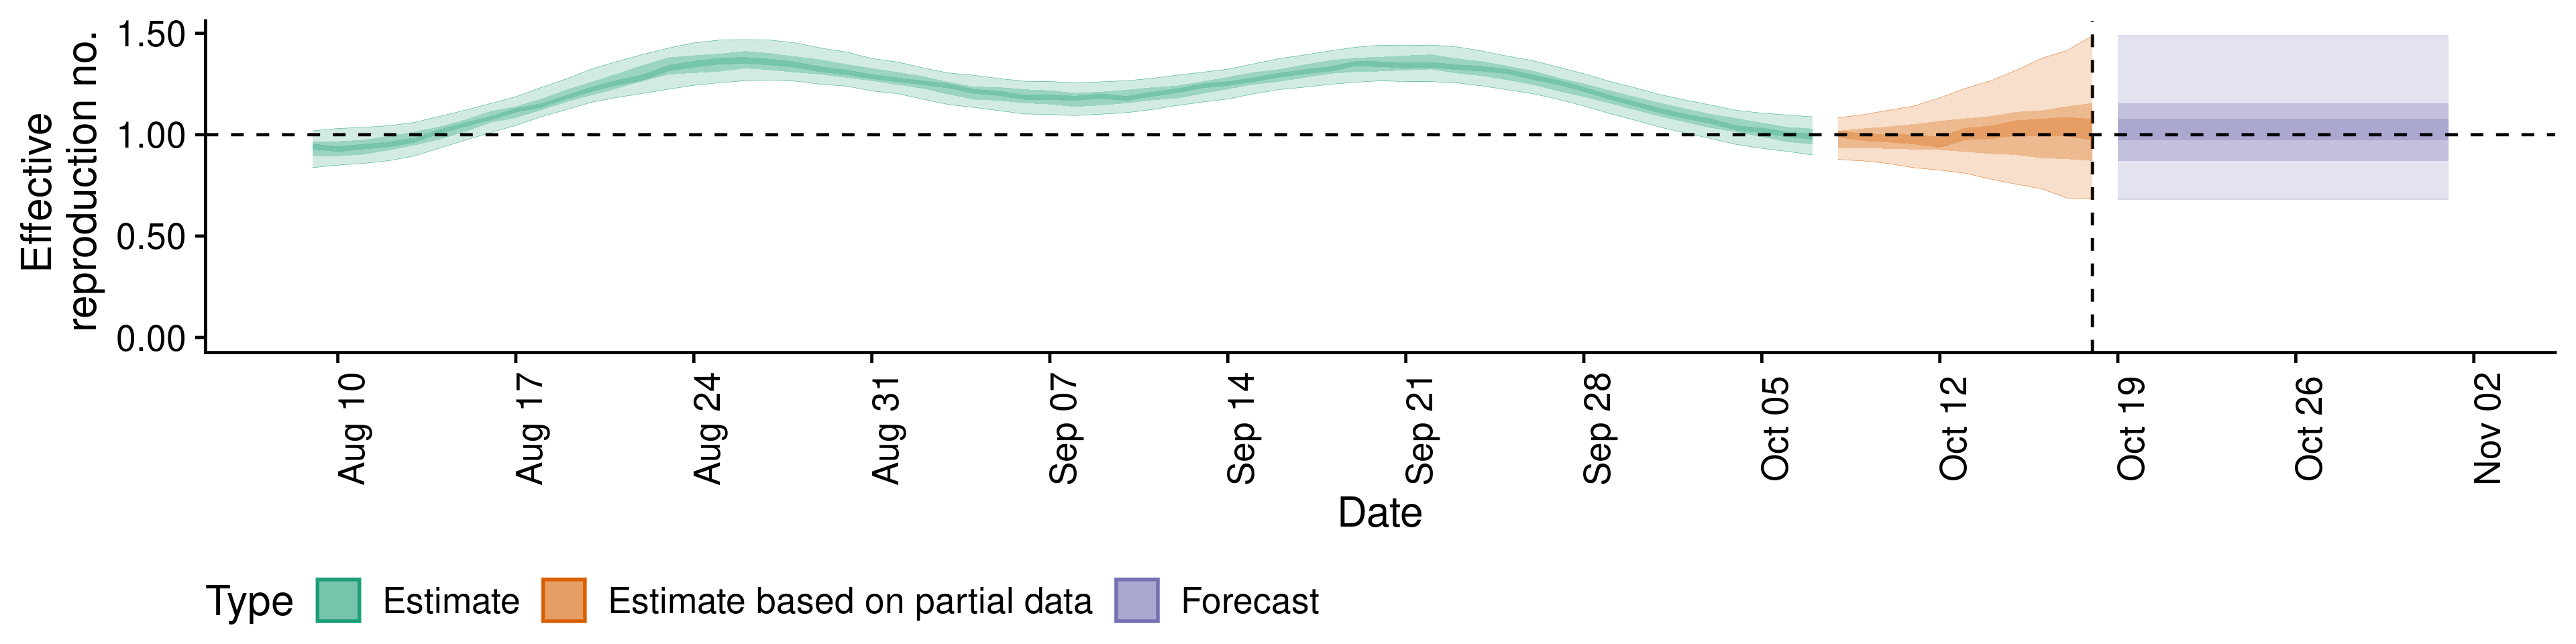 Effective
reproduction no.
1.50
1.00
0.50
0.00
Aug 10
Aug 17
Aug 24
Aug 31
Sep 07
Sep 14
Sep 21
Sep 28
Oct 05
Oct 12
Oct 19
Oct 26
Nov 02
Date
Type Estimate Estimate based on partial data Forecast